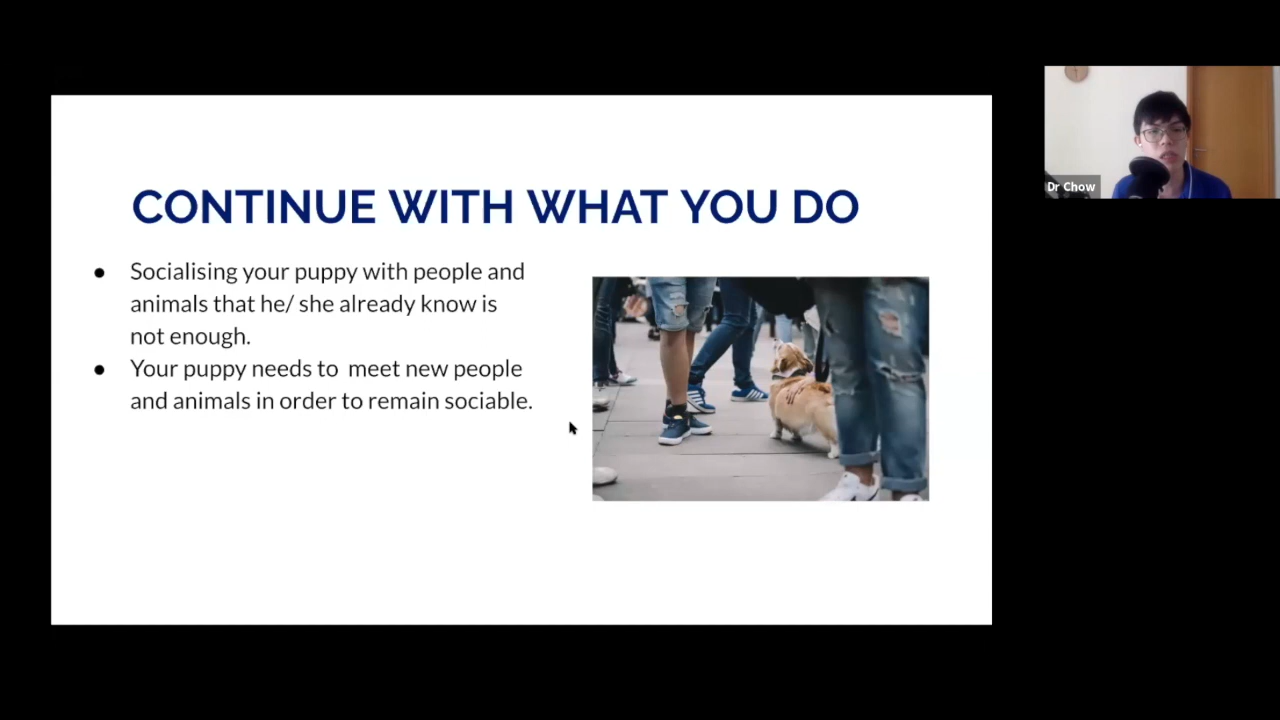 CONTINUE WITH WHAT YOU DO
● Socialising your puppy with people and
animals that he/ she already know is
not enough.
● Your puppy needs to  meet new people
and animals in order to remain sociable.
Dr Chow